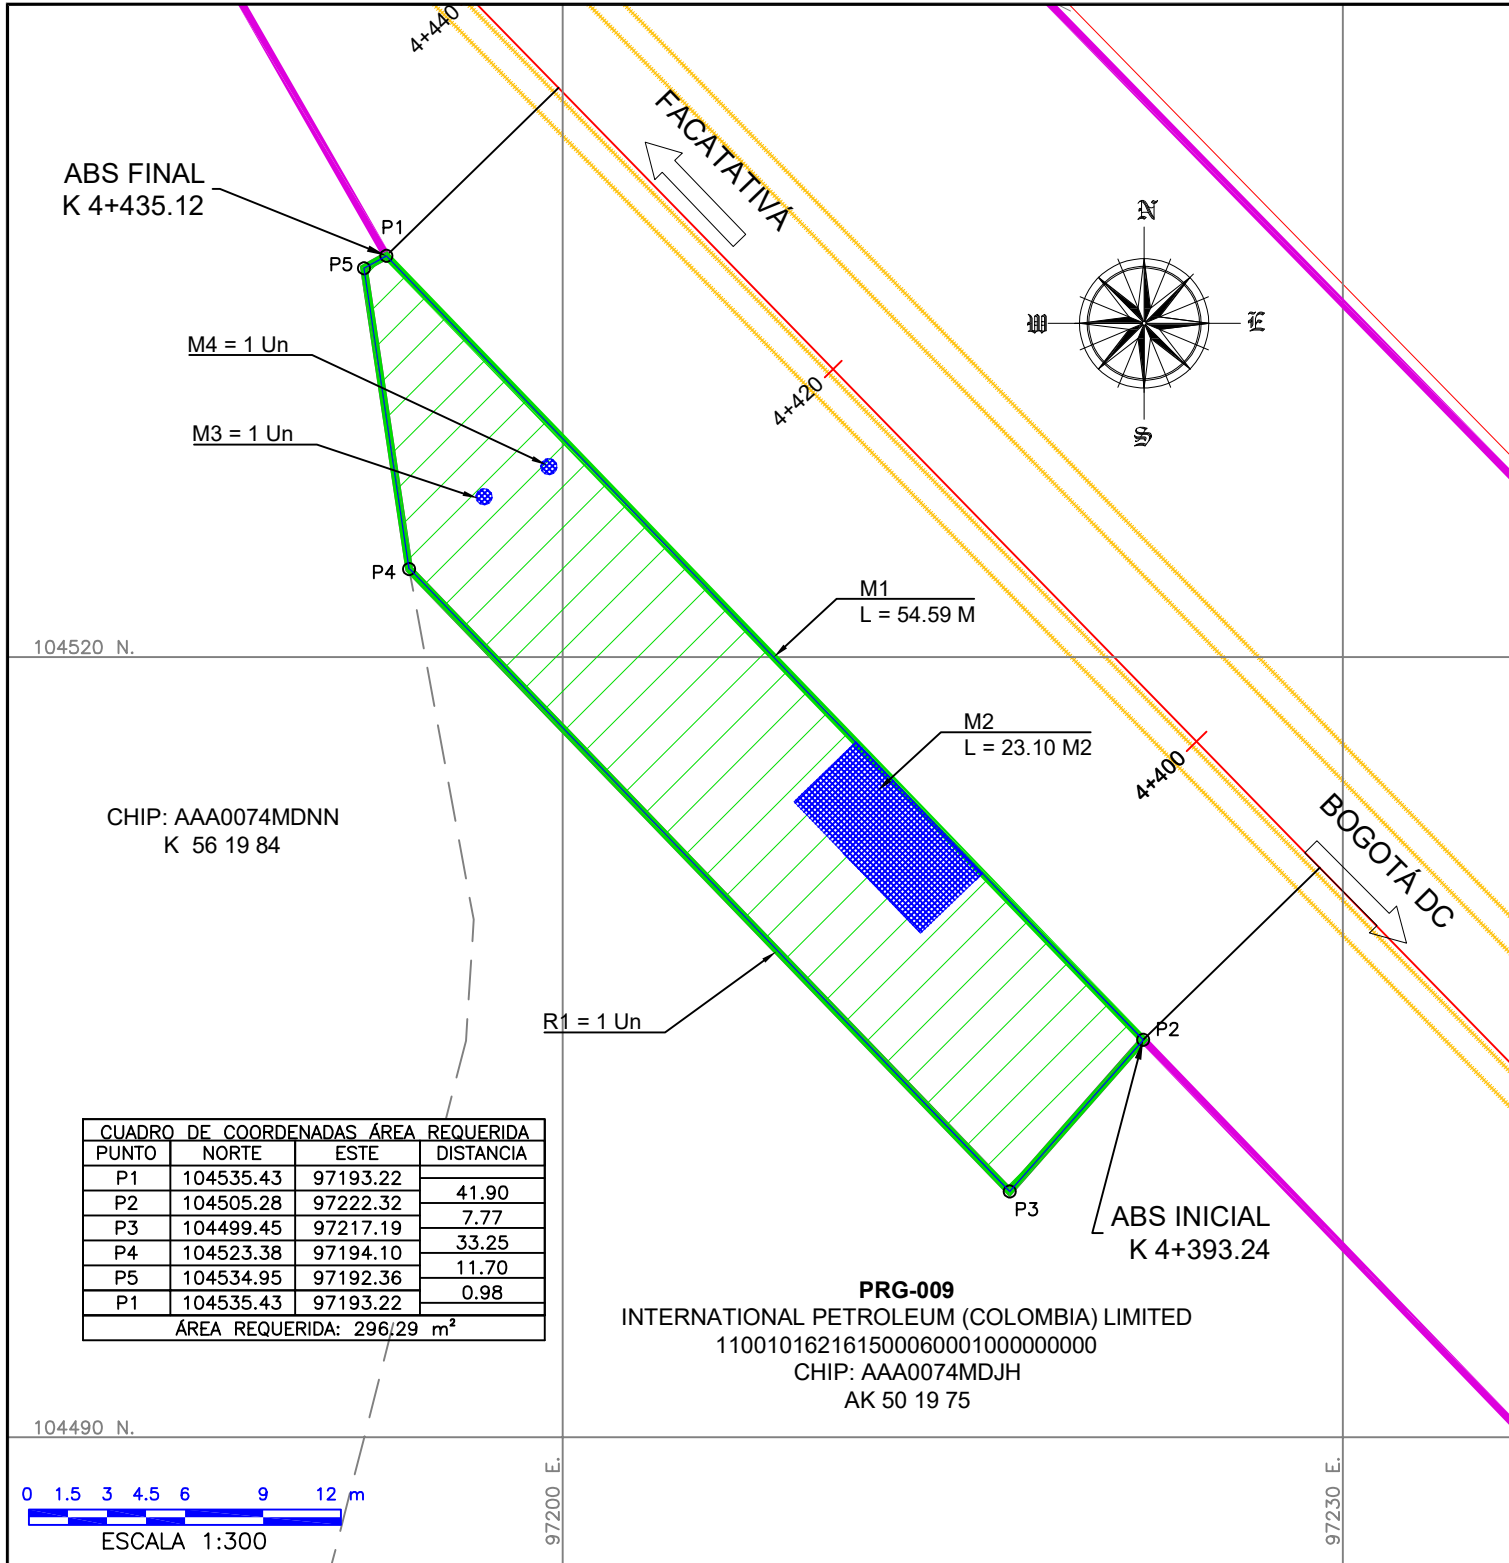 4+440
FACATATIVÁ
ABS FINAL
K 4+435.12
P1
P5
N
W
E
S
M4 = 1 Un
4+420
M3 = 1 Un
P4
M1
L = 54.59 M
104520 N.
M2
L = 23.10 M2
4+400
BOGOTÁ DC
CHIP: AAA0074MDNN
K 56 19 84
R1 = 1 Un
P2
P3
ABS INICIAL
K 4+393.24
CUADRO DE COORDENADAS ÁREA REQUERIDA
PUNTO NORTE ESTE DISTANCIA
P1 104535.43 97193.22
41.90
P2 104505.28 97222.32
7.77
P3 104499.45 97217.19
33.25
P4 104523.38 97194.10
11.70
P5 104534.95 97192.36
0.98
P1 104535.43 97193.22
ÁREA REQUERIDA: 296.29 m²
PRG-009
INTERNATIONAL PETROLEUM (COLOMBIA) LIMITED
110010162161500060001000000000
CHIP: AAA0074MDJH
AK 50 19 75
104490 N.
97200 E.
97230 E.
0 1.5 3 4.5 6 9 12 m
ESCALA 1:300